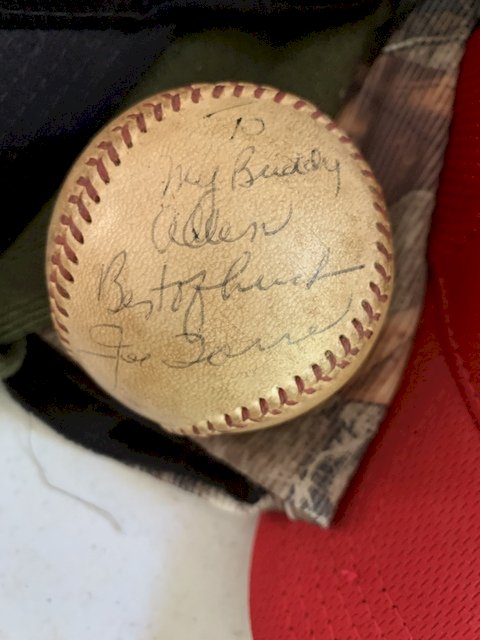 To
My Buddy
Allen
Best of luck
Joe Torre